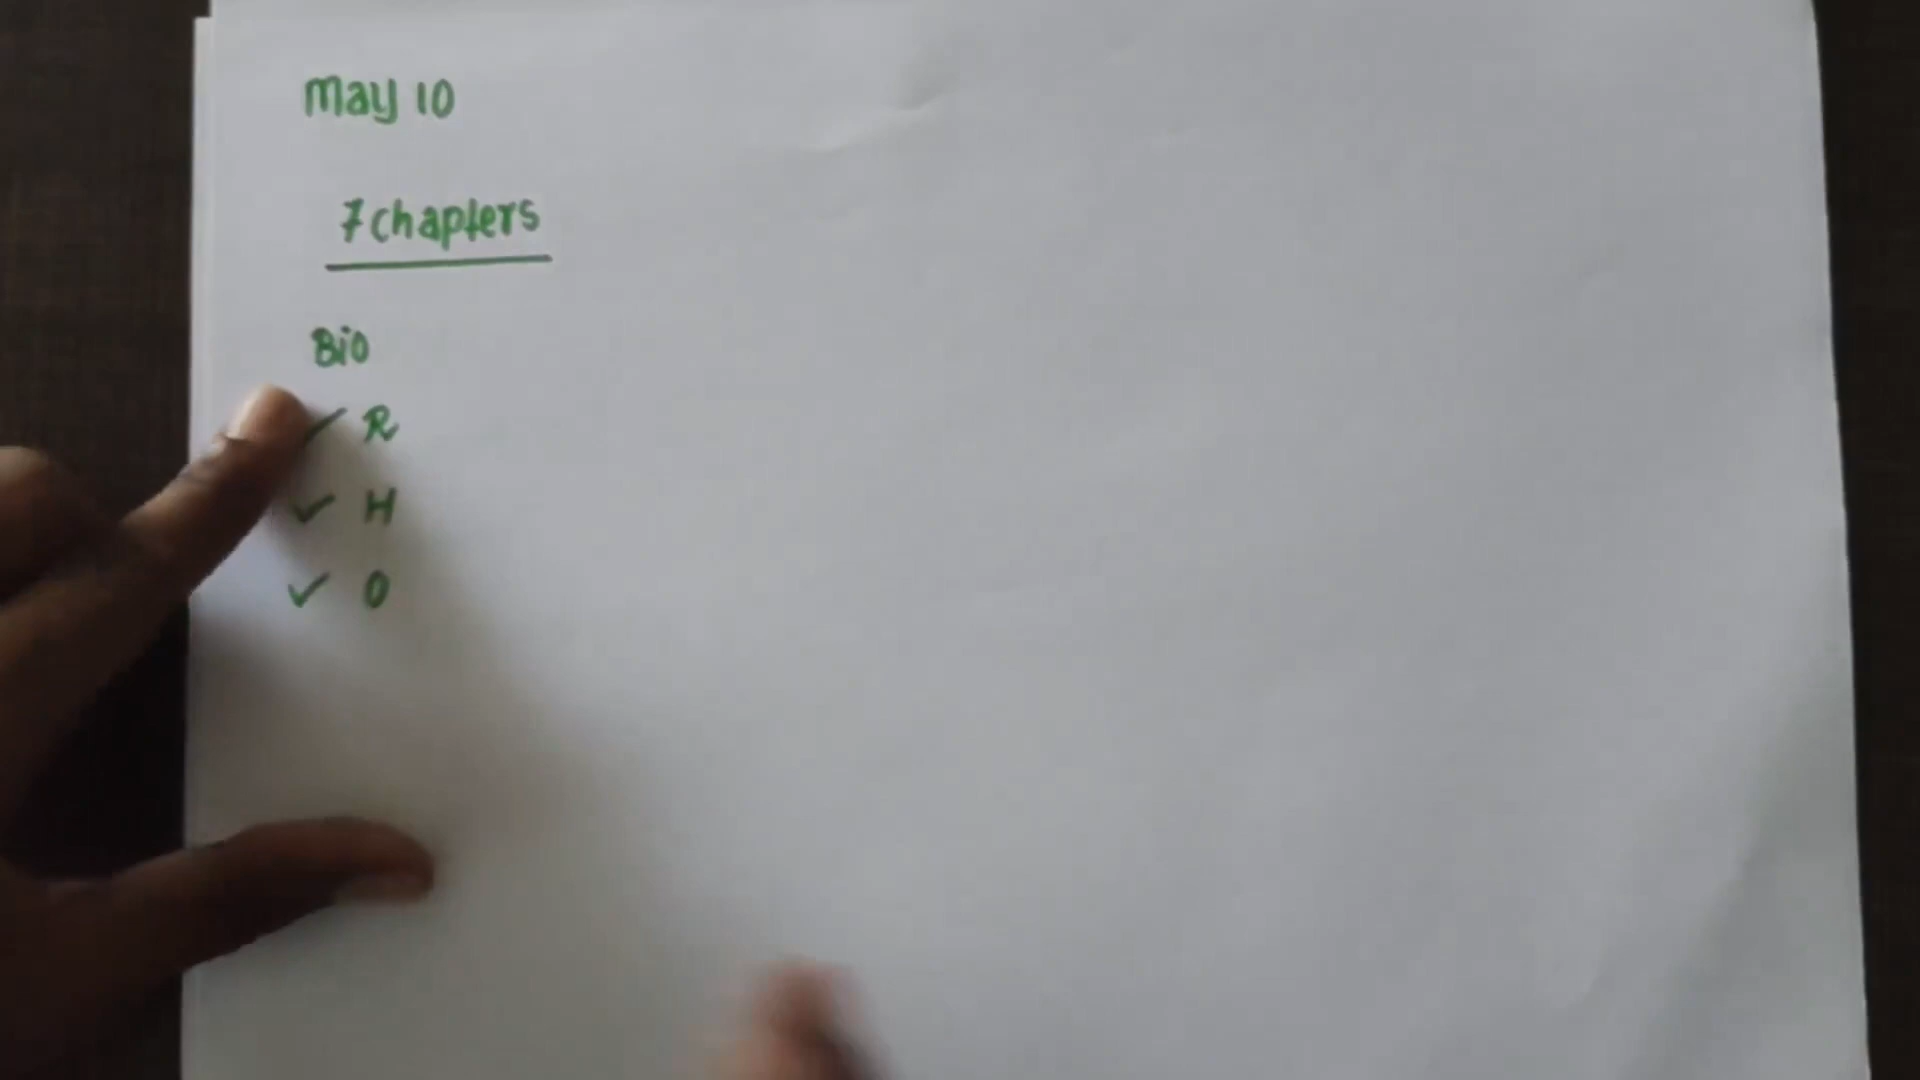 May 10
7 chapters
Bio
✓ R
✓ H
✓ O